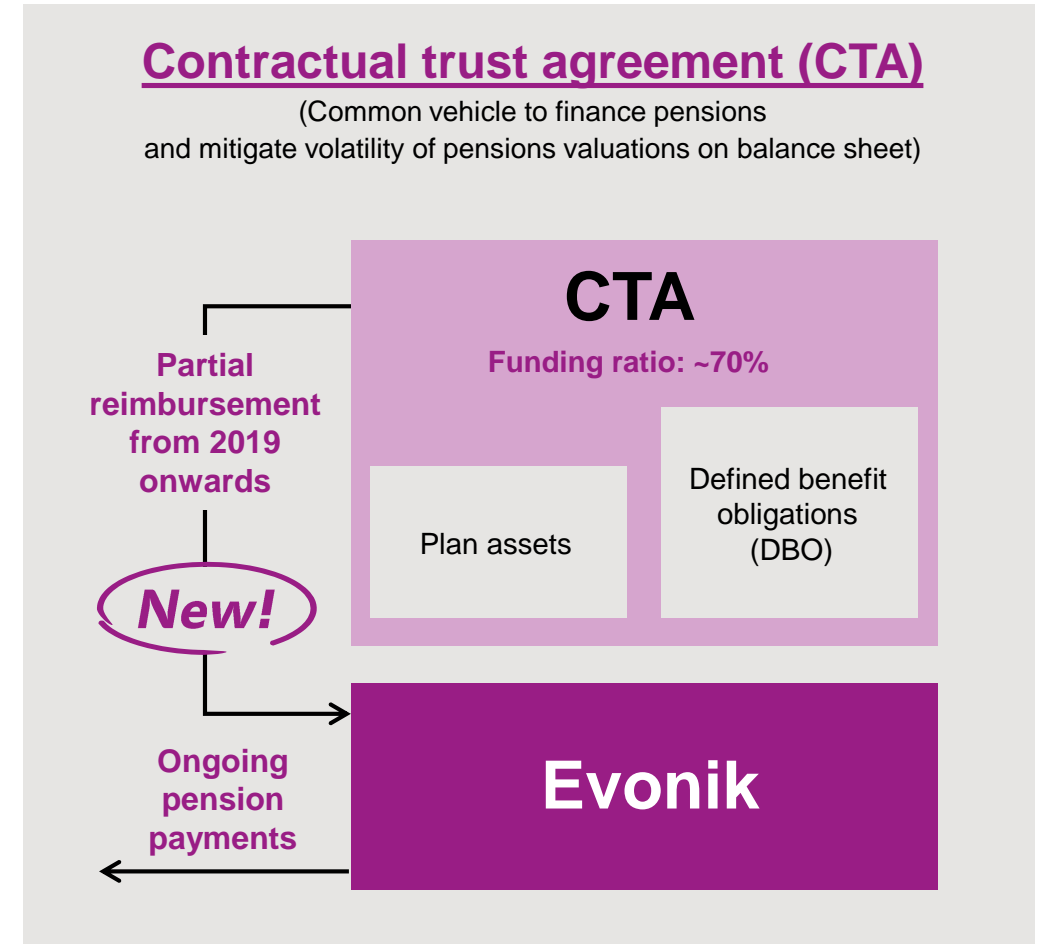 Contractual trust agreement (CTA)
(Common vehicle to finance pensions
and mitigate volatility of pensions valuations on balance sheet)
CTA
Funding ratio: ~70%
Partial
reimbursement
from 2019
onwards
Plan assets
Defined benefit
obligations
(DBO)
New!
Evonik
Ongoing
pension
payments